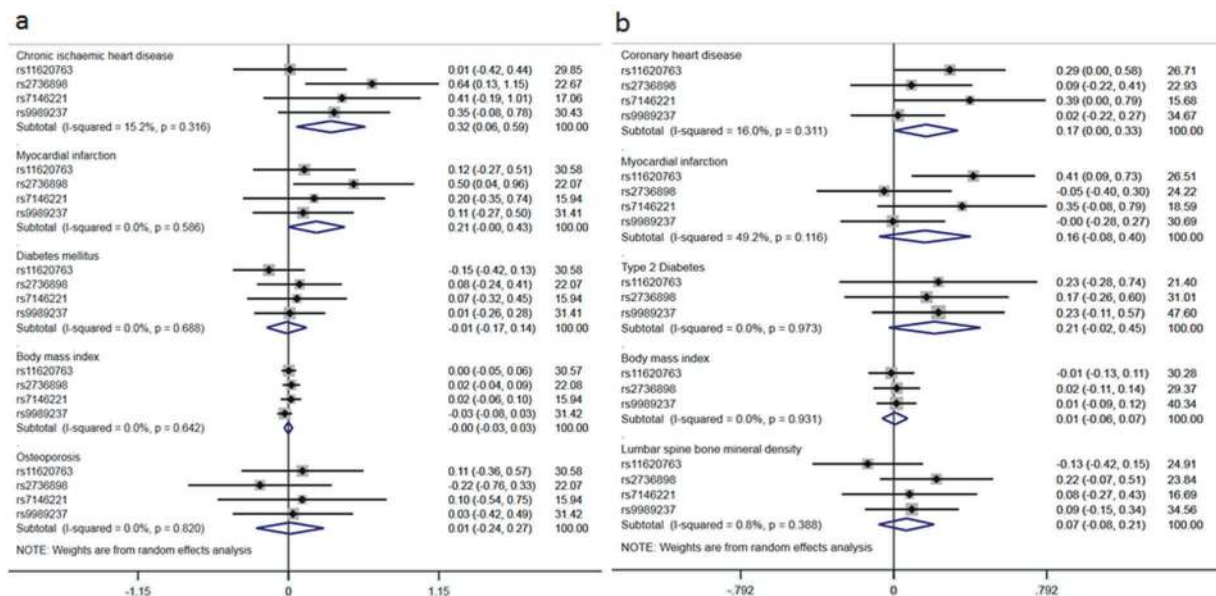 a
Chronic ischaemic heart disease
rs11620763 0.01 (-0.42, 0.44) 29.85
rs2736898 0.64 (0.13, 1.15) 22.67
rs7146221 0.41 (-0.19, 1.01) 17.06
rs9989237 0.35 (-0.08, 0.78) 30.43
Subtotal (I-squared = 15.2%, p = 0.316) 0.32 (0.06, 0.59) 100.00
.
Myocardial infarction
rs11620763 0.12 (-0.27, 0.51) 30.58
rs2736898 0.50 (0.04, 0.96) 22.07
rs7146221 0.20 (-0.35, 0.74) 15.94
rs9989237 0.11 (-0.27, 0.50) 31.41
Subtotal (I-squared = 0.0%, p = 0.586) 0.21 (-0.00, 0.43) 100.00
.
Diabetes mellitus
rs11620763 -0.15 (-0.42, 0.13) 30.58
rs2736898 0.08 (-0.24, 0.41) 22.07
rs7146221 0.07 (-0.32, 0.45) 15.94
rs9989237 0.01 (-0.26, 0.28) 31.41
Subtotal (I-squared = 0.0%, p = 0.688) -0.01 (-0.17, 0.14) 100.00
.
Body mass index
rs11620763 0.00 (-0.05, 0.06) 30.57
rs2736898 0.02 (-0.04, 0.09) 22.08
rs7146221 0.02 (-0.06, 0.10) 15.94
rs9989237 -0.03 (-0.08, 0.03) 31.42
Subtotal (I-squared = 0.0%, p = 0.642) -0.00 (-0.03, 0.03) 100.00
.
Osteoporosis
rs11620763 0.11 (-0.36, 0.57) 30.58
rs2736898 -0.22 (-0.76, 0.33) 22.07
rs7146221 0.10 (-0.54, 0.75) 15.94
rs9989237 0.03 (-0.42, 0.49) 31.42
Subtotal (I-squared = 0.0%, p = 0.820) 0.01 (-0.24, 0.27) 100.00
NOTE: Weights are from random effects analysis
-1.15 0 1.15
b
Coronary heart disease
rs11620763 0.29 (0.00, 0.58) 26.71
rs2736898 0.09 (-0.22, 0.41) 22.93
rs7146221 0.39 (0.00, 0.79) 15.68
rs9989237 0.02 (-0.22, 0.27) 34.67
Subtotal (I-squared = 16.0%, p = 0.311) 0.17 (0.00, 0.33) 100.00
.
Myocardial infarction
rs11620763 0.41 (0.09, 0.73) 26.51
rs2736898 -0.05 (-0.40, 0.30) 24.22
rs7146221 0.35 (-0.08, 0.79) 18.59
rs9989237 -0.00 (-0.28, 0.27) 30.69
Subtotal (I-squared = 49.2%, p = 0.116) 0.16 (-0.08, 0.40) 100.00
.
Type 2 Diabetes
rs11620763 0.23 (-0.28, 0.74) 21.40
rs2736898 0.17 (-0.26, 0.60) 31.01
rs9989237 0.23 (-0.11, 0.57) 47.60
Subtotal (I-squared = 0.0%, p = 0.973) 0.21 (-0.02, 0.45) 100.00
.
Body mass index
rs11620763 -0.01 (-0.13, 0.11) 30.28
rs2736898 0.02 (-0.11, 0.14) 29.37
rs9989237 0.01 (-0.09, 0.12) 40.34
Subtotal (I-squared = 0.0%, p = 0.931) 0.01 (-0.06, 0.07) 100.00
.
Lumbar spine bone mineral density
rs11620763 -0.13 (-0.42, 0.15) 24.91
rs2736898 0.22 (-0.07, 0.51) 23.84
rs7146221 0.08 (-0.27, 0.43) 16.69
rs9989237 0.09 (-0.15, 0.34) 34.56
Subtotal (I-squared = 0.8%, p = 0.388) 0.07 (-0.08, 0.21) 100.00
NOTE: Weights are from random effects analysis
-.792 0 .792